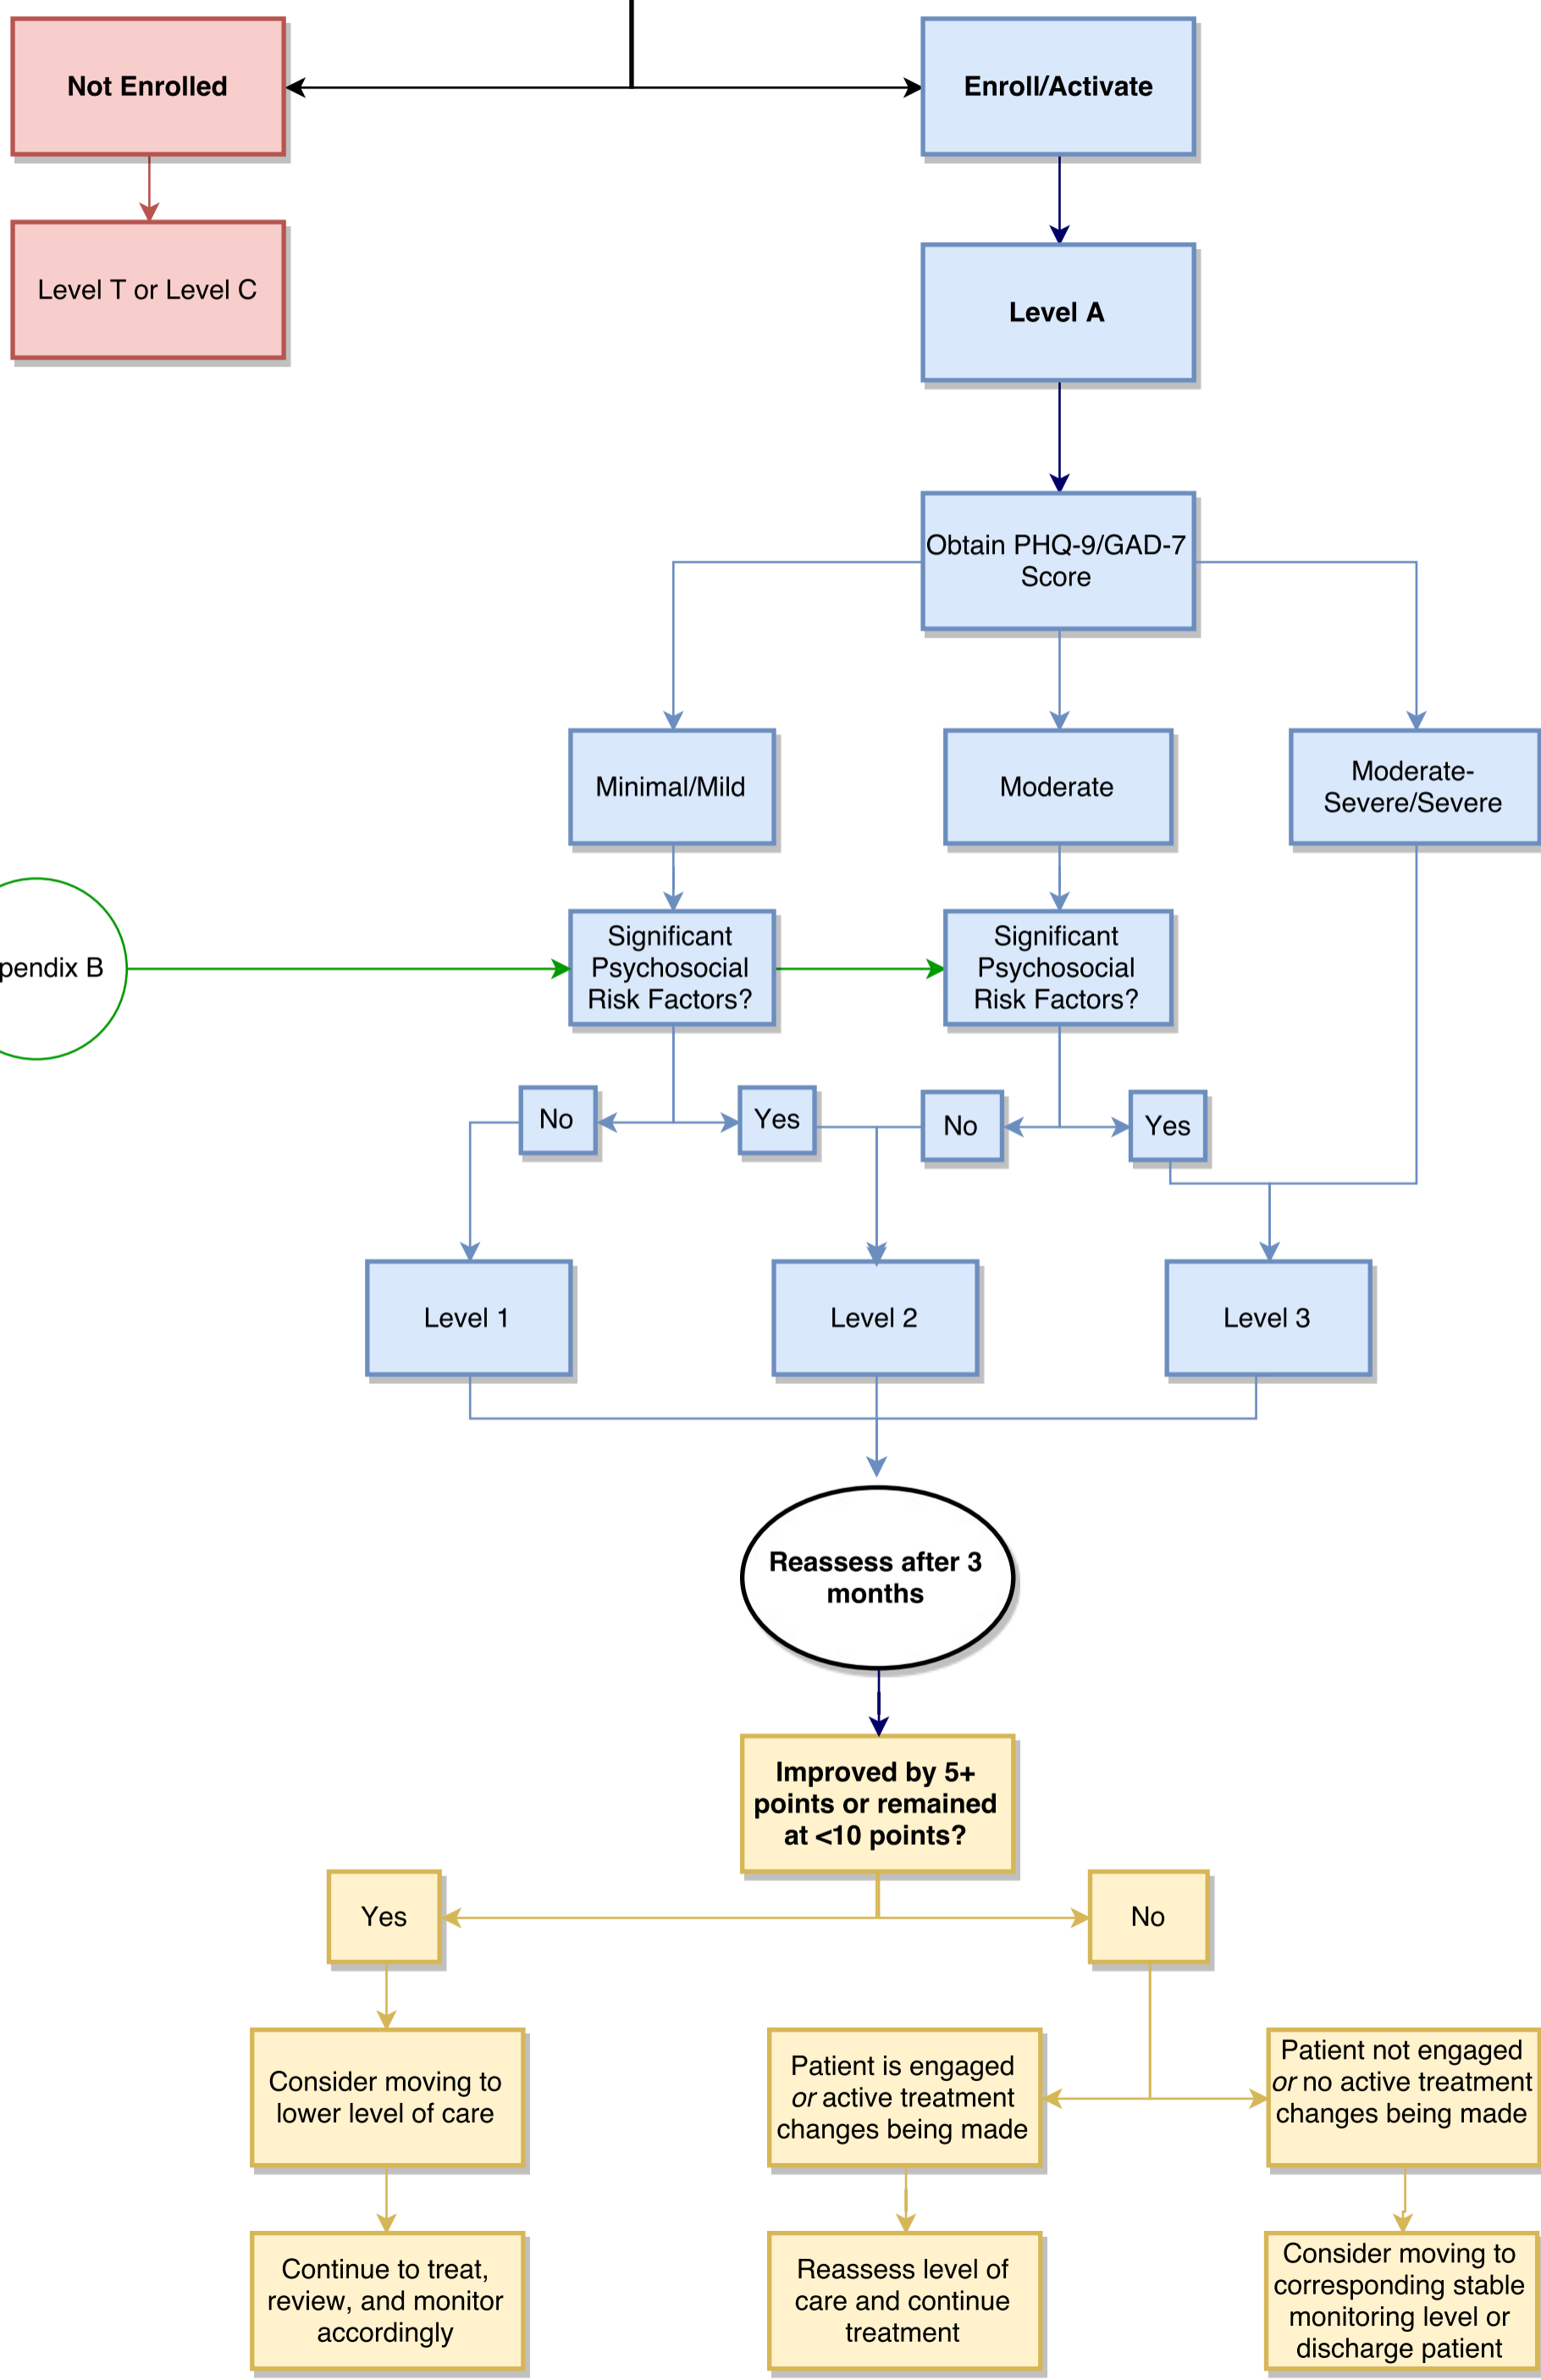 Not Enrolled
Enroll/Activate
Level T or Level C
Level A
Obtain PHQ-9/GAD-7
Score
Minimal/Mild
Moderate
Moderate-
Severe/Severe
pendix B
Significant
Psychosocial
Risk Factors?
Significant
Psychosocial
Risk Factors?
No
Yes
No
Yes
Level 1
Level 2
Level 3
Reassess after 3
months
Improved by 5+
points or remained
at <10 points?
Yes
No
Consider moving to
lower level of care
Patient is engaged
or active treatment
changes being made
Patient not engaged
or no active treatment
changes being made
Continue to treat,
review, and monitor
accordingly
Reassess level of
care and continue
treatment
Consider moving to
corresponding stable
monitoring level or
discharge patient